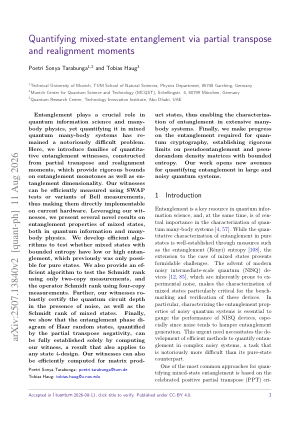 Quantifying mixed-state entanglement via partial transpose
and realignment moments
Poetri Sonya Tarabunga1,2 and Tobias Haug3
1Technical University of Munich, TUM School of Natural Sciences, Physics Department, 85748 Garching, Germany
2Munich Center for Quantum Science and Technology (MCQST), Schellingstr. 4, 80799 München, Germany
3Quantum Research Center, Technology Innovation Institute, Abu Dhabi, UAE
arXiv:2507.13840v2 [quant-ph] 11 Aug 2026
Entanglement plays a crucial role in
quantum information science and many-
body physics, yet quantifying it in mixed
quantum many-body systems has re-
mained a notoriously difficult problem.
Here, we introduce families of quanti-
tative entanglement witnesses, constructed
from partial transpose and realignment
moments, which provide rigorous
bounds on entanglement monotones as well as en-
tanglement dimensionality. Our witnesses
can be efficiently measured using SWAP
tests or variants of Bell measurements,
thus making them directly implementable
on current hardware. Leveraging our wit-
nesses, we present several novel results on
entanglement properties of mixed states,
both in quantum information and many-
body physics. We develop efficient algo-
rithms to test whether mixed states with
bounded entropy have low or high entan-
glement, which previously was only possi-
ble for pure states. We also provide an ef-
ficient algorithm to test the Schmidt rank
using only two-copy measurements, and
the operator Schmidt rank using four-copy
measurements. Further, our witnesses ro-
bustly certify the quantum circuit depth
in the presence of noise, as well as the
Schmidt rank of mixed states. Finally,
we show that the entanglement phase di-
agram of Haar random states, quantified
by the partial transpose negativity, can
be fully established solely by computing
our witness, a result that also applies to
any state 4-design. Our witnesses can also
be efficiently computed for matrix prod-
Poetri Sonya Tarabunga: poetri.tarabunga@tum.de
Tobias Haug: tobias.haug@u.nus.edu
uct states, thus enabling the characteriza-
tion of entanglement in extensive many-
body systems. Finally, we make progress
on the entanglement required for quan-
tum cryptography, establishing rigorous
limits on pseudoentanglement and pseu-
dorandom density matrices with bounded
entropy. Our work opens new avenues
for quantifying entanglement in large and
noisy quantum systems.
1 Introduction
Entanglement is a key resource in quantum information
science, and, at the same time, is of central
importance in the characterization of quan-
tum many-body systems [4, 57]. While the quanti-
tative characterization of entanglement in pure
states is well-established through measures such
as the entanglement (Rényi) entropy [108], the
extension to the case of mixed states presents
formidable challenges. The advent of modern
noisy intermediate-scale quantum (NISQ) de-
vices [12, 85], which are inherently prone to ex-
perimental noise, makes the characterization of
mixed states particularly critical for the bench-
marking and verification of these devices. In
particular, characterizing the entanglement prop-
erties of noisy quantum systems is essential to
gauge the performance of NISQ devices, espe-
cially since noise tends to hamper entanglement
generation. This urgent need necessitates the de-
velopment of efficient methods to quantify entangle-
ment in complex noisy systems, a task that
is notoriously more difficult than its pure-state
counterpart.
One of the most common approaches for quan-
tifying mixed-state entanglement is based on the
celebrated positive partial transpose (PPT) cri-
Accepted in Quantum 2026-08-11, click title to verify. Published under CC-BY 4.0.
1